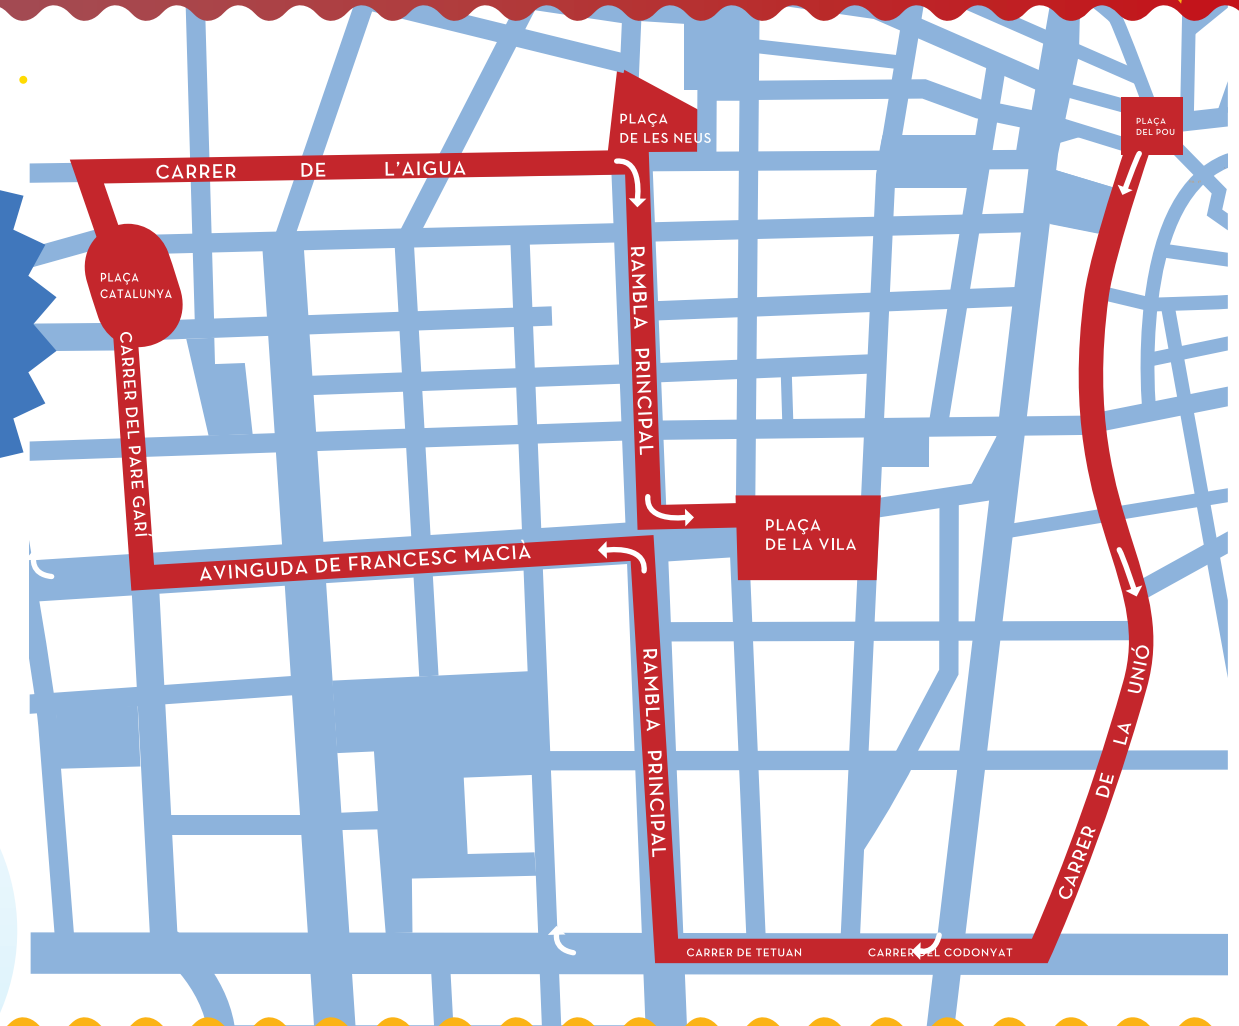 PLAÇA
DE LES NEUS
PLAÇA
DEL POU
CARRER DE L'AIGUA
PLAÇA
CATALUNYA
RAMBLA PRINCIPAL
CARRER DEL PARE GARÍ
PLAÇA
DE LA VILA
AVINGUDA DE FRANCESC MACIÀ
RAMBLA PRINCIPAL
CARRER DE LA UNIÓ
CARRER DE TETUAN
CARRER DEL CODONYAT